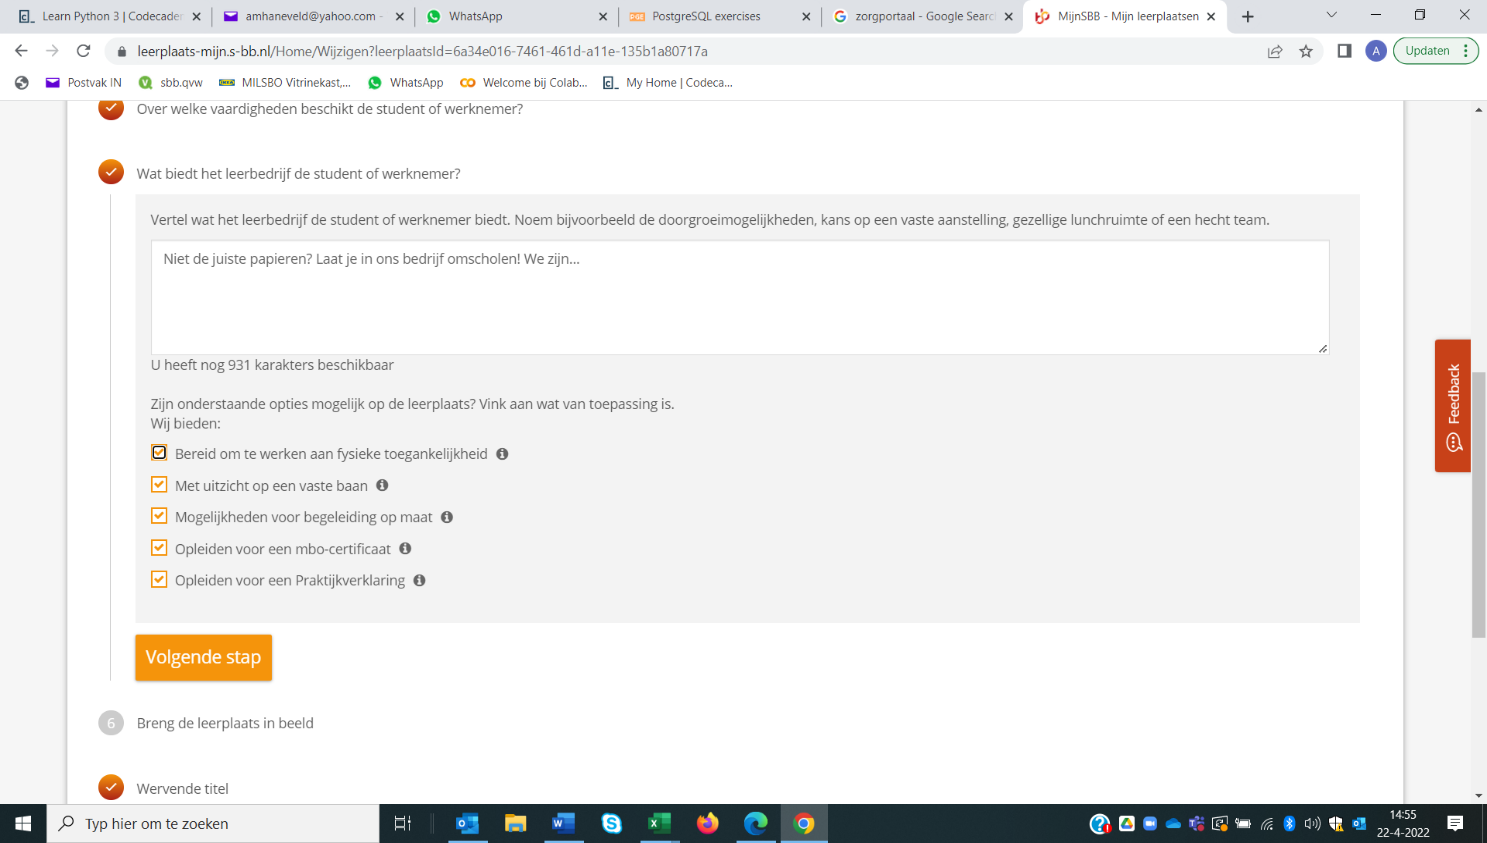 Learn Python 3 | Codecade
amhaneveld@yahoo.com -
WhatsApp
PostgreSQL exercises
zorgportaal - Google Searc
MijnSBB - Mijn leerplaatsen
leerplaats-mijn.s-bb.nl/Home/Wijzigen?leerplaatsId=6a34e016-7461-461d-a11e-135b1a80717a
A
Updaten
Postvak IN
sbb.qvw
MILSBO Vitrinekast,...
WhatsApp
Welcome bij Colab...
My Home | Codeca...
Over welke vaardigheden beschikt de student of werknemer?
Wat biedt het leerbedrijf de student of werknemer?
Vertel wat het leerbedrijf de student of werknemer biedt. Noem bijvoorbeeld de doorgroeimogelijkheden, kans op een vaste aanstelling, gezellige lunchruimte of een hecht team.
Niet de juiste papieren? Laat je in ons bedrijf omscholen! We zijn...
U heeft nog 931 karakters beschikbaar
Zijn onderstaande opties mogelijk op de leerplaats? Vink aan wat van toepassing is.
Wij bieden:
Bereid om te werken aan fysieke toegankelijkheid
Met uitzicht op een vaste baan
Mogelijkheden voor begeleiding op maat
Opleiden voor een mbo-certificaat
Opleiden voor een Praktijkverklaring
Volgende stap
6 Breng de leerplaats in beeld
Wervende titel
Feedback
Typ hier om te zoeken
14:55
22-4-2022